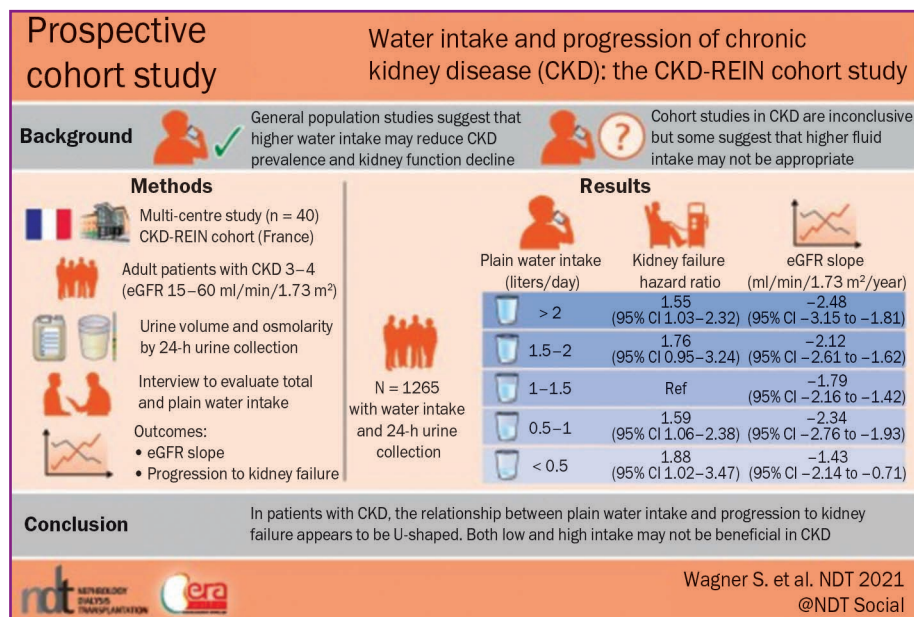 Prospective
cohort study
Water intake and progression of chronic
kidney disease (CKD): the CKD-REIN cohort study
Background
General population studies suggest that
higher water intake may reduce CKD
prevalence and kidney function decline
?
Cohort studies in CKD are inconclusive
but some suggest that higher fluid
intake may not be appropriate
Methods
Multi-centre study (n = 40)
CKD-REIN cohort (France)
Adult patients with CKD 3–4
(eGFR 15–60 ml/min/1.73 m²)
Urine volume and osmolarity
by 24-h urine collection
Interview to evaluate total
and plain water intake
Outcomes:
• eGFR slope
• Progression to kidney failure
N = 1265
with water intake
and 24-h urine
collection
Results
Plain water intake
(liters/day)
Kidney failure
hazard ratio
eGFR slope
(ml/min/1.73 m²/year)
> 2
1.55
(95% CI 1.03–2.32)
−2.48
(95% CI −3.15 to −1.81)
1.5–2
1.76
(95% CI 0.95–3.24)
−2.12
(95% CI −2.61 to −1.62)
1–1.5
Ref
−1.79
(95% CI −2.16 to −1.42)
0.5–1
1.59
(95% CI 1.06–2.38)
−2.34
(95% CI −2.76 to −1.93)
< 0.5
1.88
(95% CI 1.02–3.47)
−1.43
(95% CI −2.14 to −0.71)
Conclusion
In patients with CKD, the relationship between plain water intake and progression to kidney
failure appears to be U-shaped. Both low and high intake may not be beneficial in CKD
ndt
NEPHROLOGY
DIALYSIS
TRANSPLANTATION
era
Wagner S. et al. NDT 2021
@NDT Social